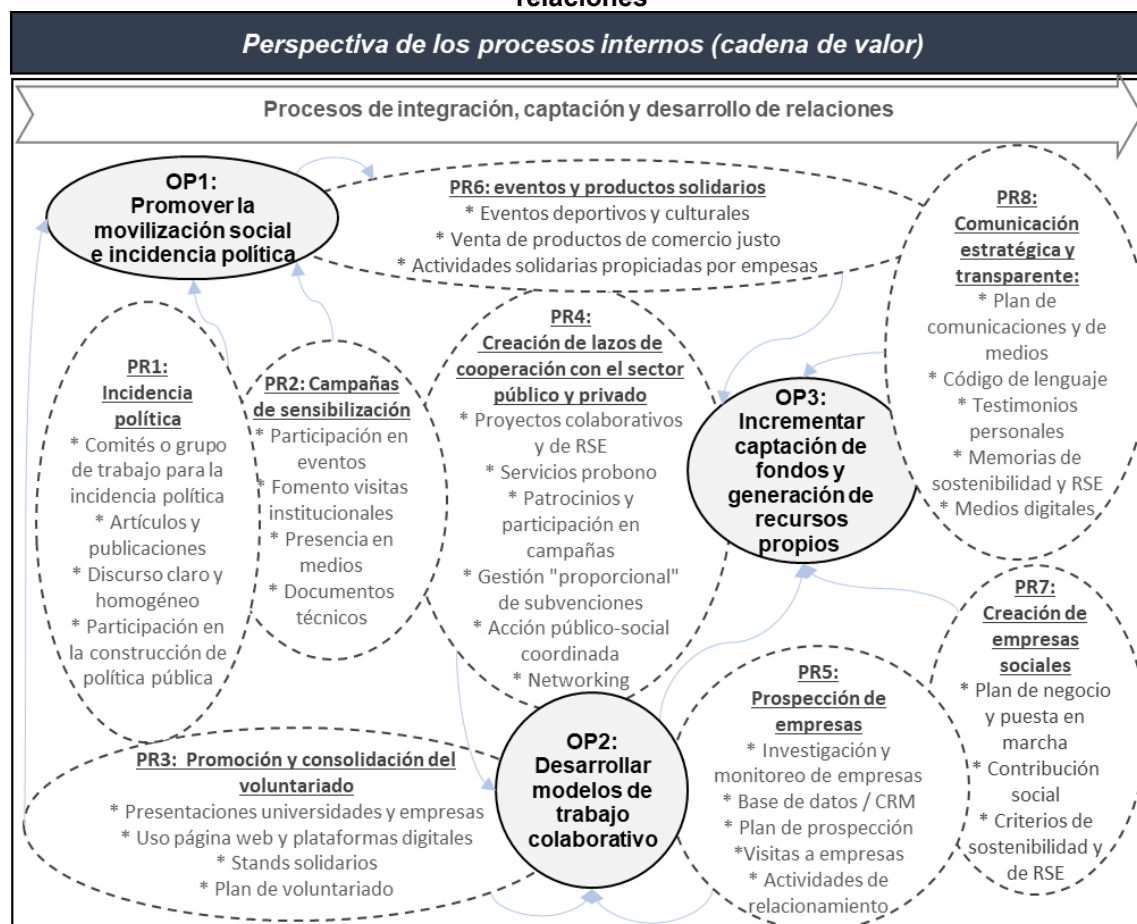 relaciones
Perspectiva de los procesos internos (cadena de valor)
Procesos de integración, captación y desarrollo de relaciones
OP1:
Promover la
movilización social
e incidencia política
PR6: eventos y productos solidarios
* Eventos deportivos y culturales
* Venta de productos de comercio justo
* Actividades solidarias propiciadas por empesas
PR8:
Comunicación
estratégica y
transparente:
* Plan de
comunicaciones y de
medios
* Código de lenguaje
* Testimonios
personales
* Memorias de
sostenibilidad y RSE
* Medios digitales
PR1:
Incidencia
política
* Comités o grupo
de trabajo para la
incidencia política
* Artículos y
publicaciones
* Discurso claro y
homogéneo
* Participación en
la construcción de
política pública
PR2: Campañas
de sensibilización
* Participación en
eventos
* Fomento visitas
institucionales
* Presencia en
medios
* Documentos
técnicos
PR4:
Creación de lazos de
cooperación con el sector
público y privado
* Proyectos colaborativos
y de RSE
* Servicios probono
* Patrocinios y
participación en
campañas
* Gestión "proporcional"
de subvenciones
* Acción público-social
coordinada
* Networking
OP3:
Incrementar
captación de
fondos y
generación de
recursos
propios
PR7:
Creación de
empresas
sociales
* Plan de negocio
y puesta en
marcha
* Contribución
social
* Criterios de
sostenibilidad y
de RSE
PR5:
Prospección de
empresas
* Investigación y
monitoreo de empresas
* Base de datos / CRM
* Plan de prospección
*Visitas a empresas
* Actividades de
relacionamiento
OP2:
Desarrollar
modelos de
trabajo
colaborativo
PR3: Promoción y consolidación del
voluntariado
* Presentaciones universidades y empresas
* Uso página web y plataformas digitales
* Stands solidarios
* Plan de voluntariado